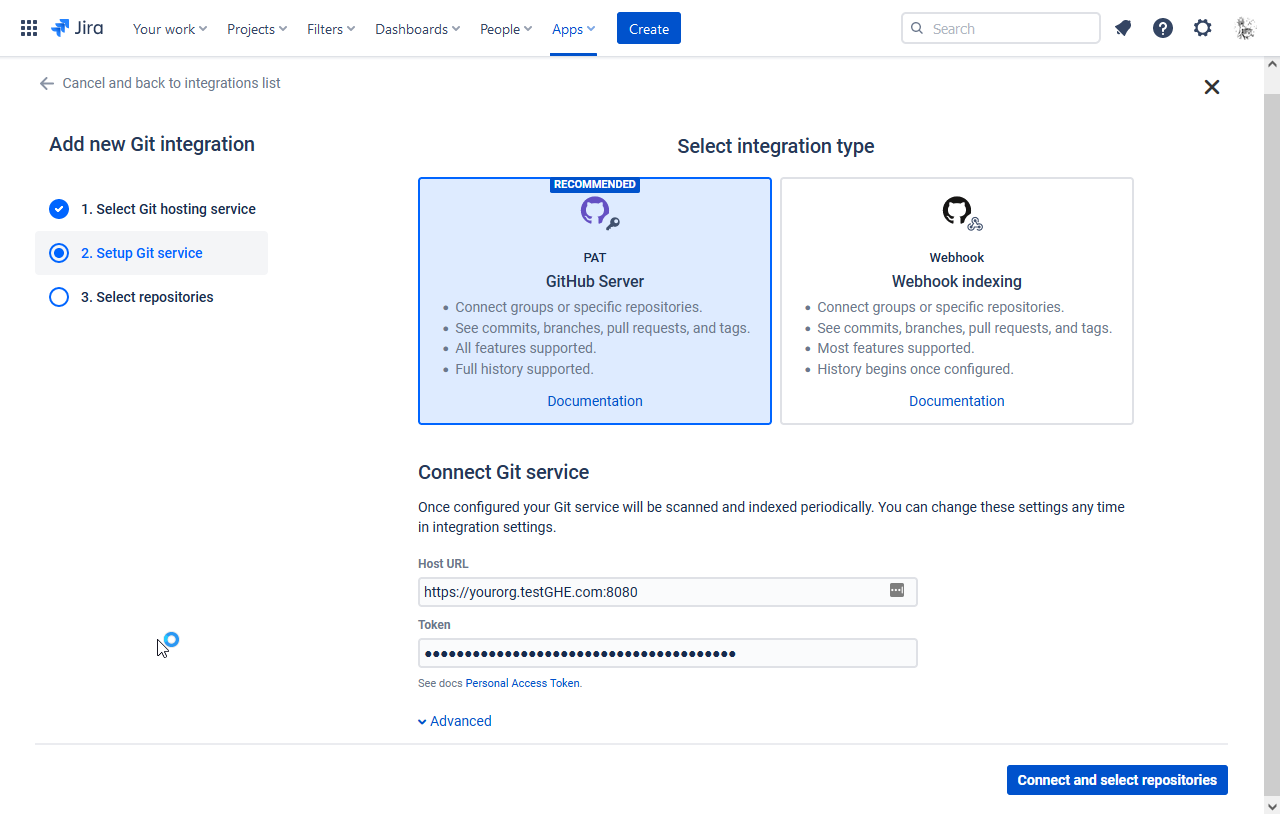 Jira Your work Projects Filters Dashboards People Apps Create Search
Cancel and back to integrations list
Add new Git integration
1. Select Git hosting service
2. Setup Git service
3. Select repositories
Select integration type
RECOMMENDED
PAT
GitHub Server
• Connect groups or specific repositories.
• See commits, branches, pull requests, and tags.
• All features supported.
• Full history supported.
Documentation
Webhook
Webhook indexing
• Connect groups or specific repositories.
• See commits, branches, pull requests, and tags.
• Most features supported.
• History begins once configured.
Documentation
Connect Git service
Once configured your Git service will be scanned and indexed periodically. You can change these settings any time
in integration settings.
Host URL
https://yourorg.testGHE.com:8080
Token
•••••••••••••••••••••••••••••••••••••••
See docs Personal Access Token.
Advanced
Connect and select repositories